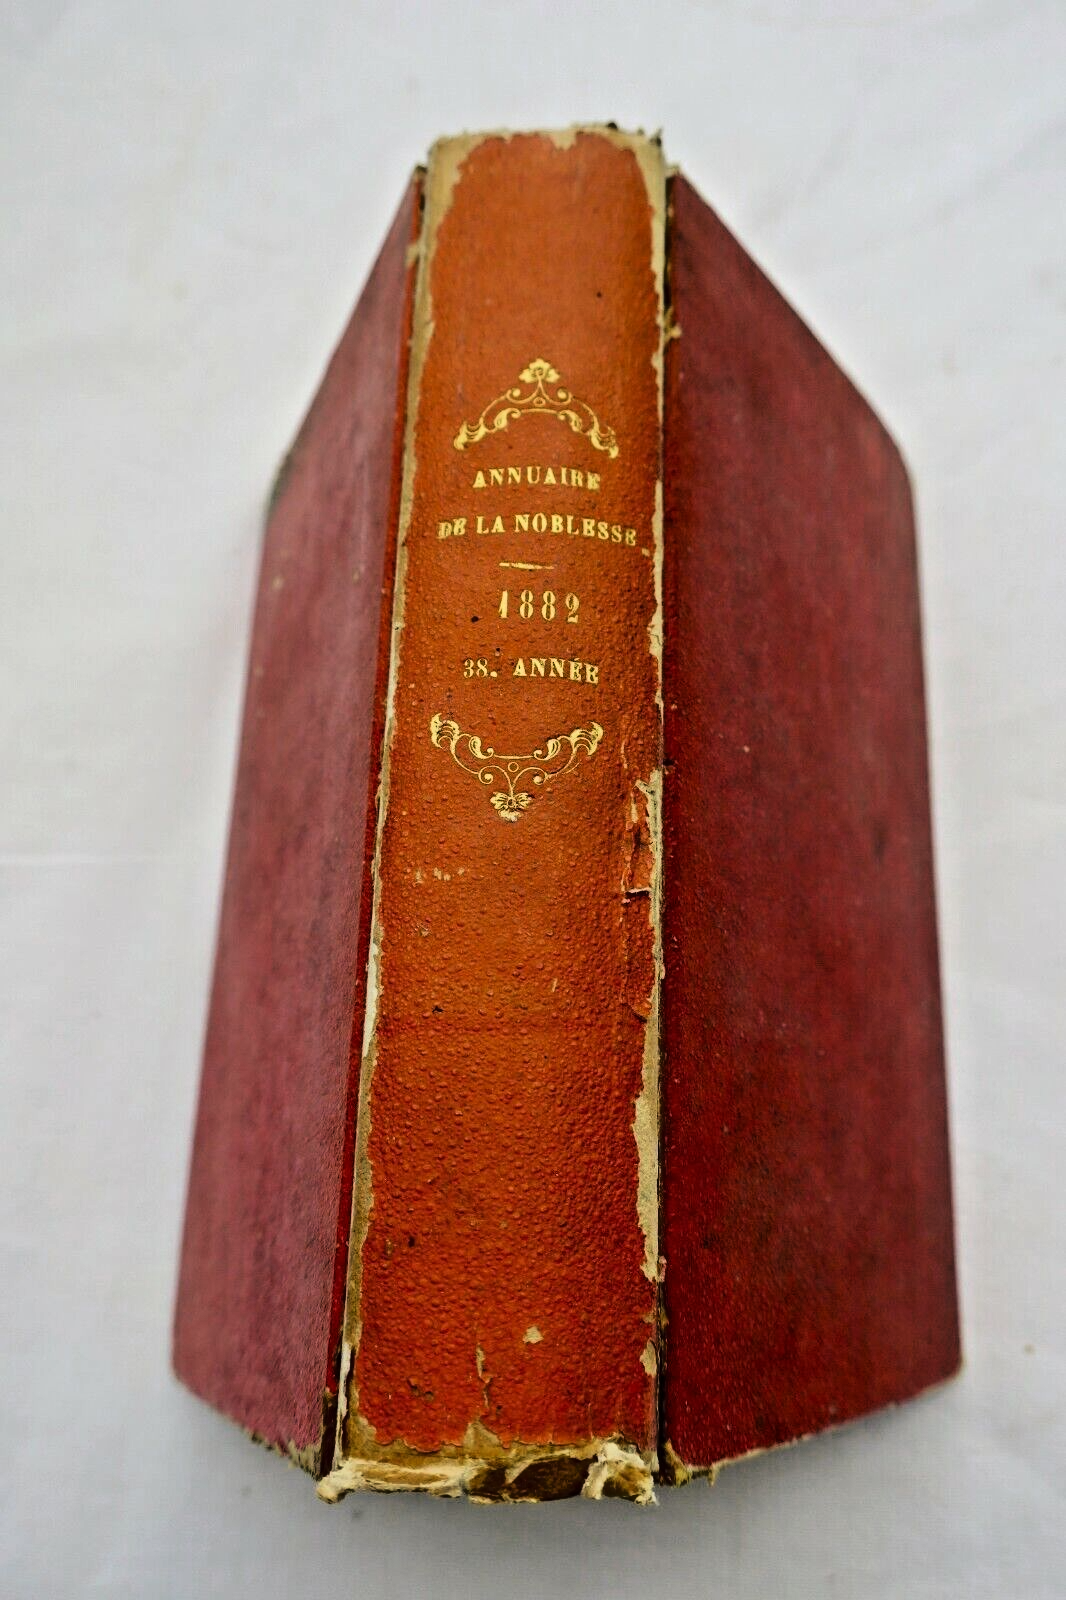 ANNUAIRE
DE LA NOBLESSE
1882
38. ANNÉE